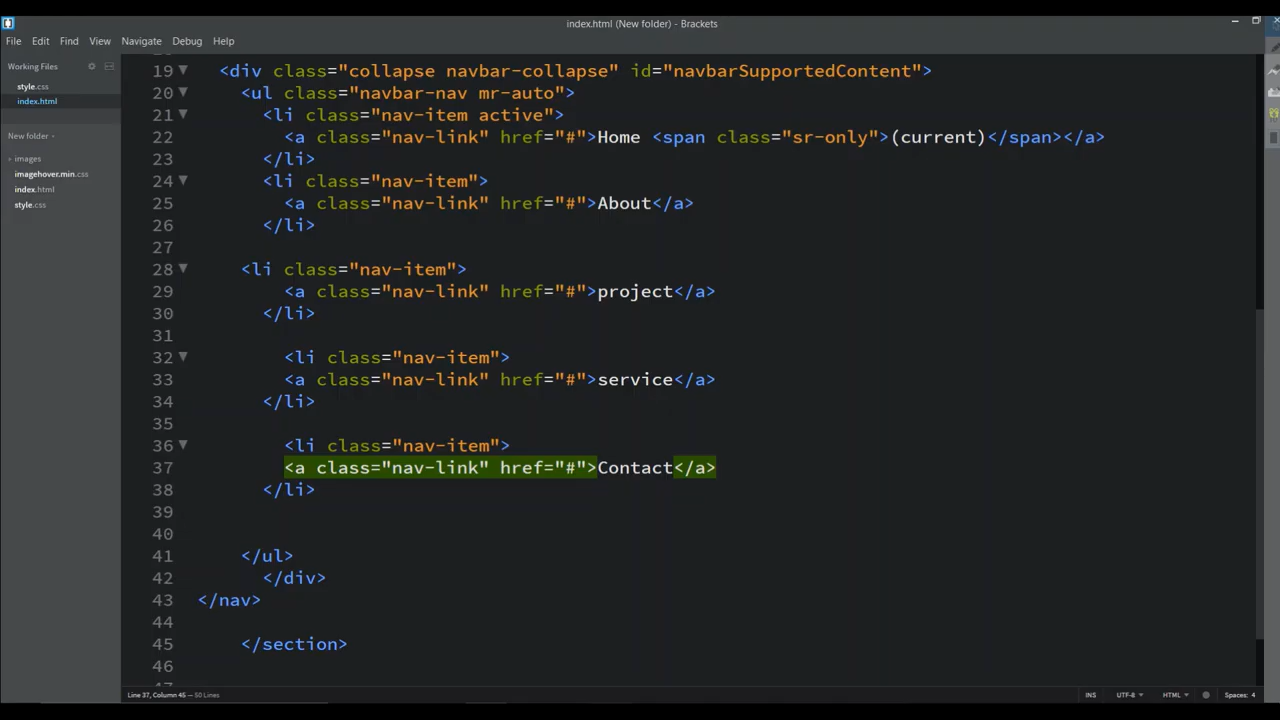 index.html (New folder) - Brackets
File Edit Find View Navigate Debug Help
Working Files
style.css
index.html
New folder
images
imagehover.min.css
index.html
style.css
19 <div class="collapse navbar-collapse" id="navbarSupportedContent">
20 <ul class="navbar-nav mr-auto">
21 <li class="nav-item active">
22 <a class="nav-link" href="#">Home <span class="sr-only">(current)</span></a>
23 </li>
24 <li class="nav-item">
25 <a class="nav-link" href="#">About</a>
26 </li>
27
28 <li class="nav-item">
29 <a class="nav-link" href="#">project</a>
30 </li>
31
32 <li class="nav-item">
33 <a class="nav-link" href="#">service</a>
34 </li>
35
36 <li class="nav-item">
37 <a class="nav-link" href="#">Contact</a>
38 </li>
39
40
41 </ul>
42 </div>
43 </nav>
44
45 </section>
46
Line 37, Column 45 — 50 Lines
INS UTF-8 HTML Spaces: 4